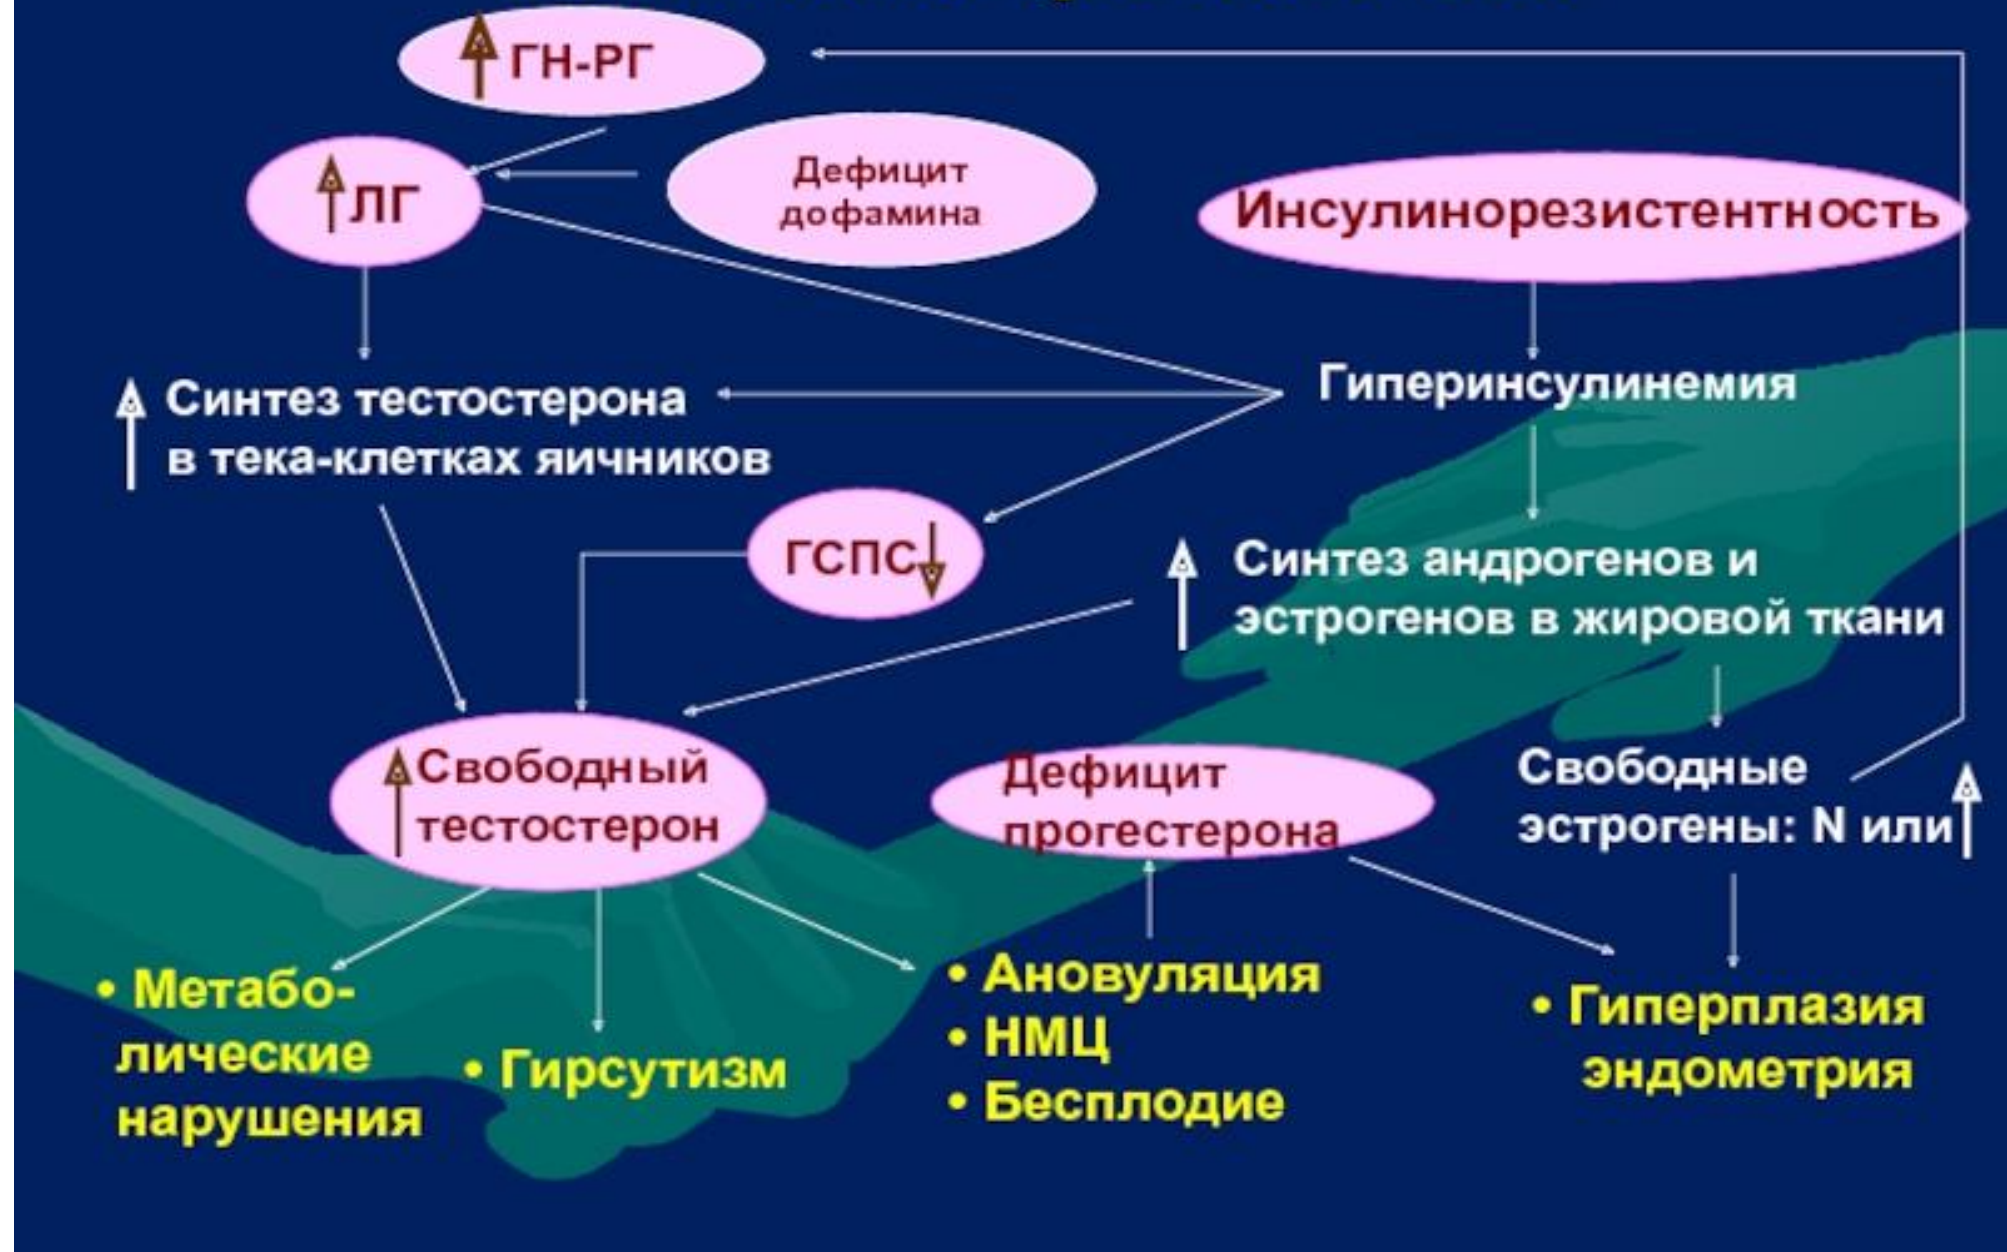 ГН-РГ
ЛГ
Дефицит
дофамина
Инсулинорезистентность
Гиперинсулинемия
Синтез тестостерона
в тека-клетках яичников
ГСПС
Синтез андрогенов и
эстрогенов в жировой ткани
Свободный
тестостерон
Дефицит
прогестерона
Свободные
эстрогены: N или
• Метабо-
лические
нарушения
• Гирсутизм
• Ановуляция
• НМЦ
• Бесплодие
• Гиперплазия
эндометрия